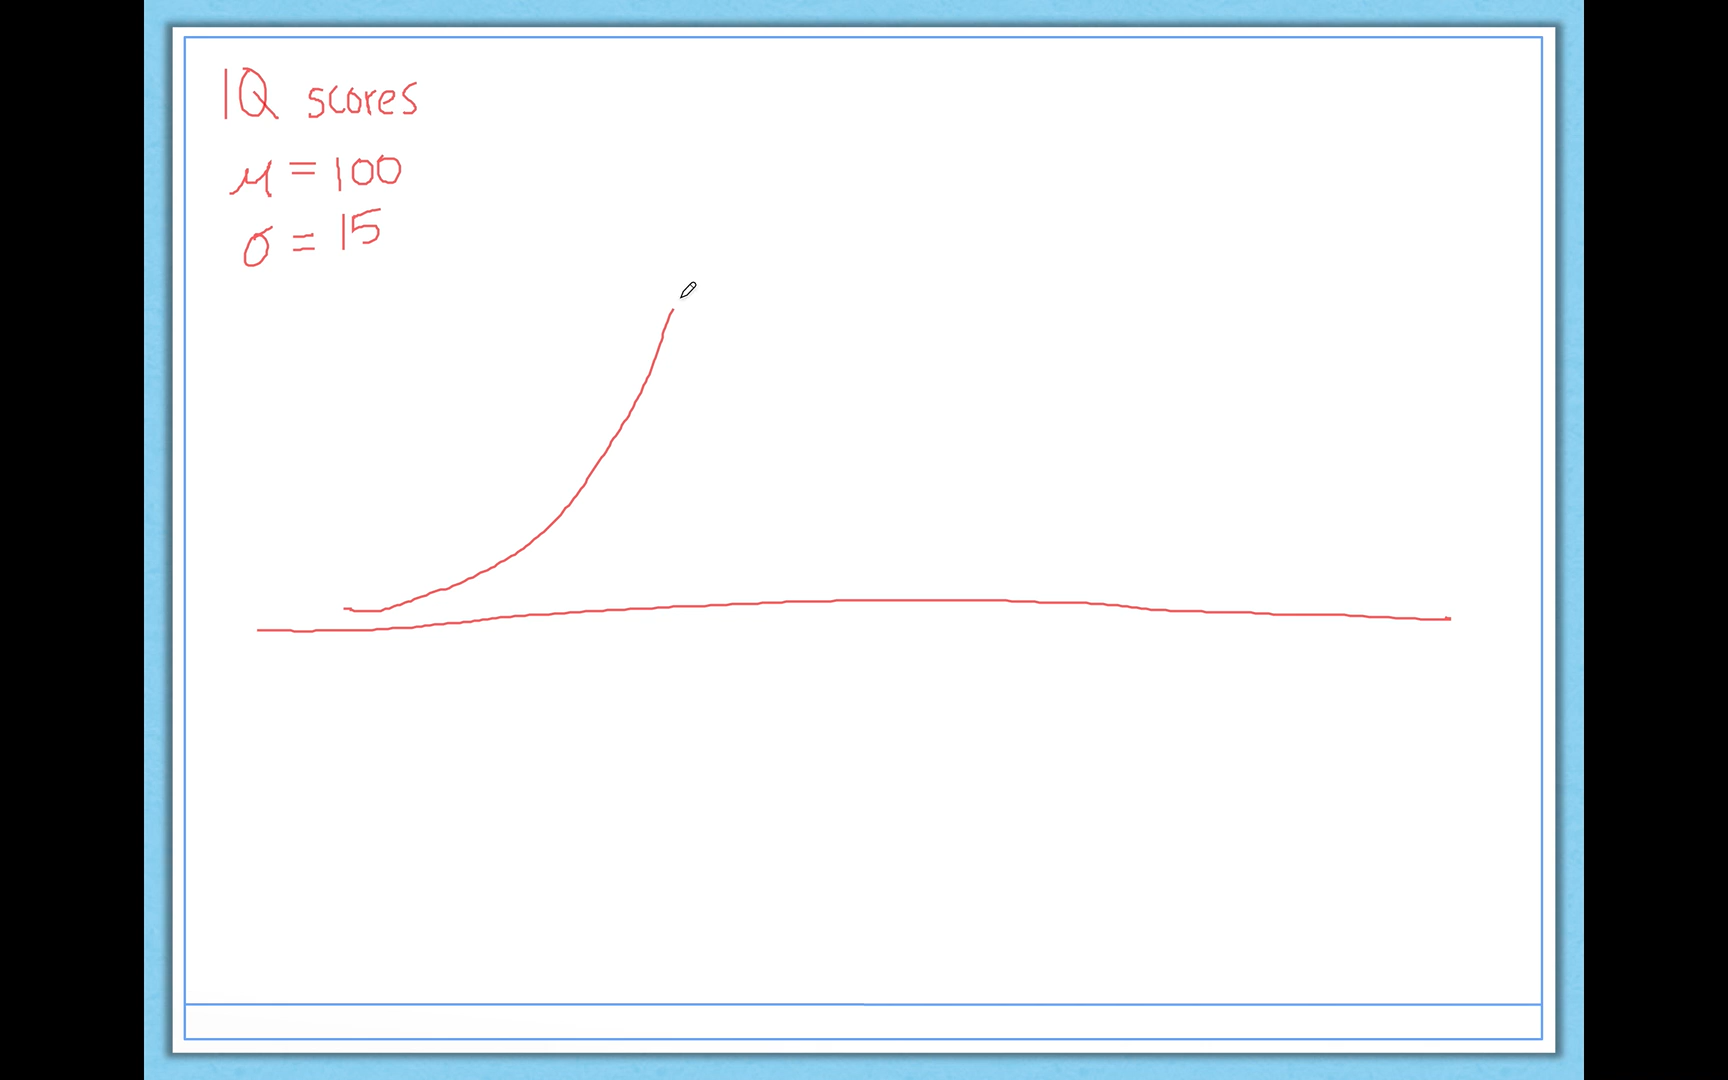 IQ scores
μ = 100
σ = 15